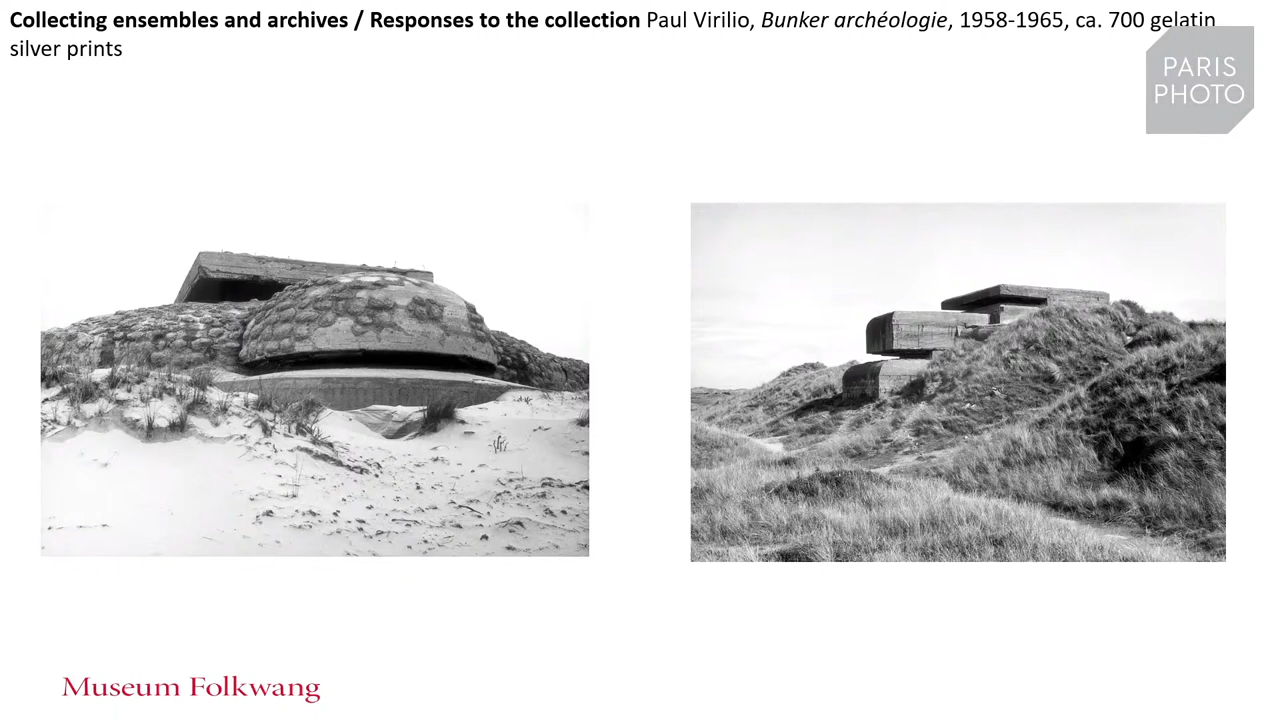 Collecting ensembles and archives / Responses to the collection Paul Virilio, Bunker archéologie, 1958-1965, ca. 700 gelatin
silver prints
PARIS
PHOTO
Museum Folkwang